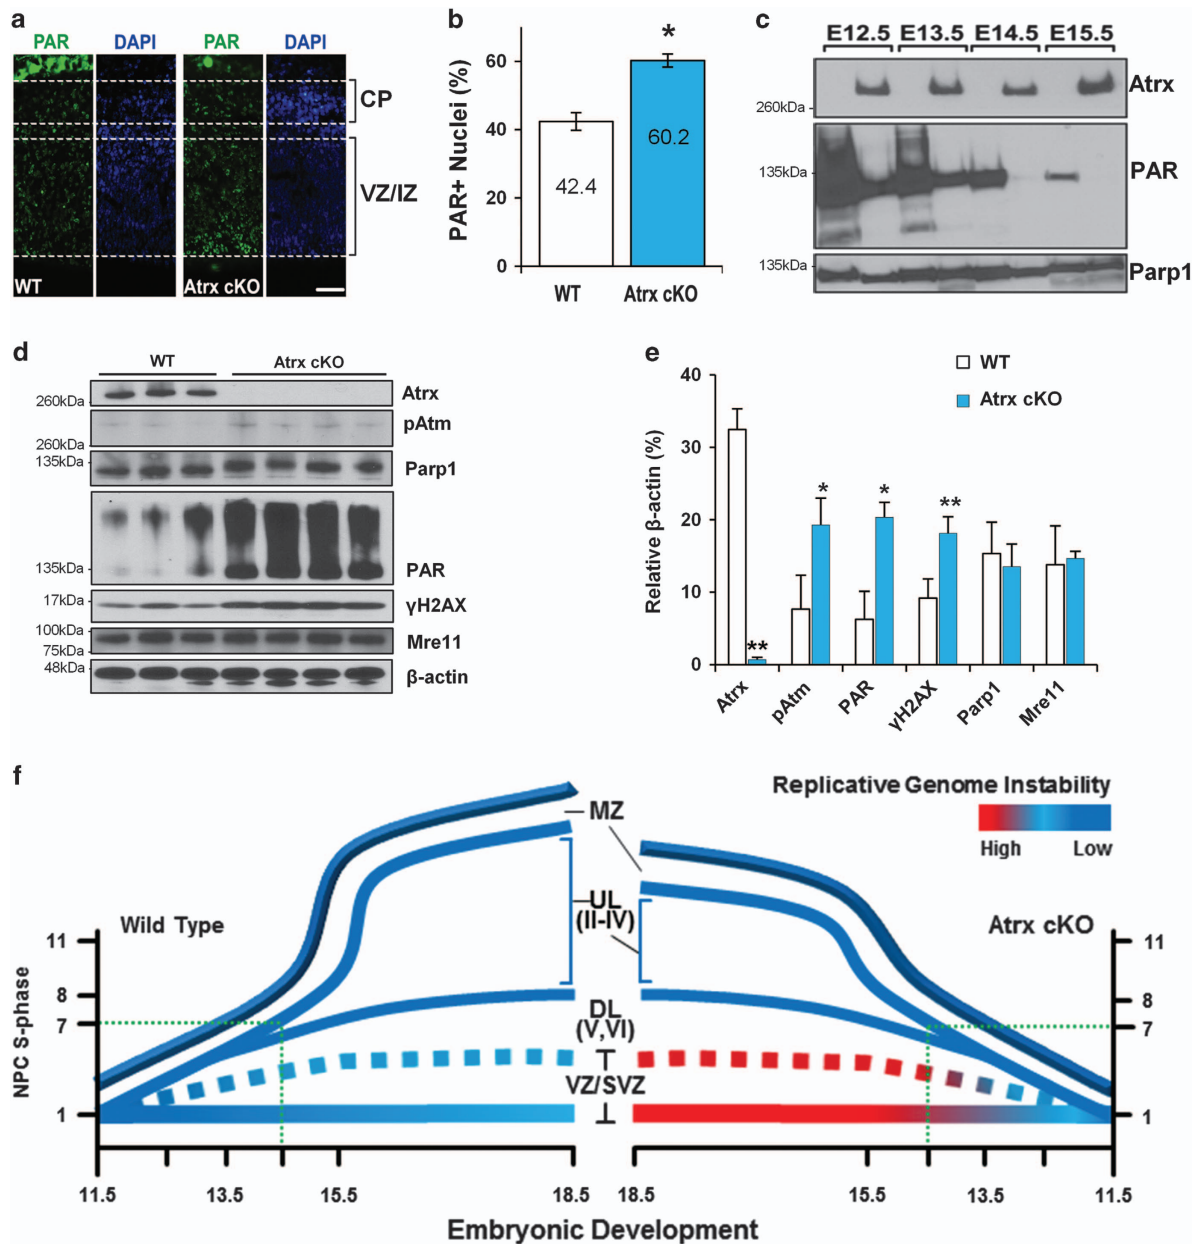 a
PAR DAPI PAR DAPI
CP
VZ/IZ
WT Atrx cKO
b
*
PAR+ Nuclei (%)
60
40
20
0
42.4
60.2
WT Atrx cKO
c
E12.5 E13.5 E14.5 E15.5
260kDa
Atrx
135kDa
PAR
135kDa
Parp1
d
WT Atrx cKO
260kDa
Atrx
260kDa
pAtm
135kDa
Parp1
135kDa
PAR
17kDa
γH2AX
100kDa
75kDa
Mre11
48kDa
β-actin
e
WT
Atrx cKO
Relative β-actin (%)
40
30
20
10
0
** * * **
Atrx pAtm PAR γH2AX Parp1 Mre11
f
Replicative Genome Instability
High Low
MZ
UL
(II-IV)
DL
(V,VI)
VZ/SVZ
Wild Type
Atrx cKO
NPC S-phase
11
8
7
1
11
8
7
1
11.5 13.5 15.5 18.5
18.5 15.5 13.5 11.5
Embryonic Development